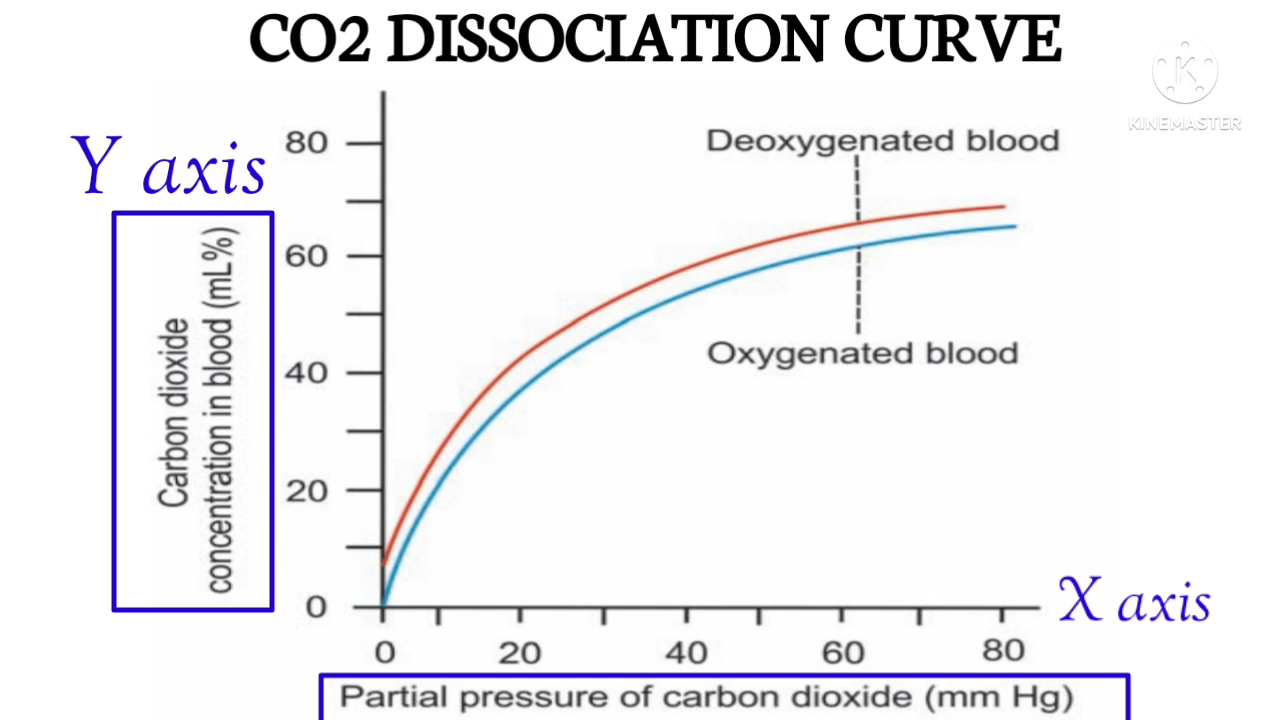 CO2 DISSOCIATION CURVE
KINEMASTER
Y axis
Carbon dioxide
concentration in blood (mL%)
80
60
40
20
0
Deoxygenated blood
Oxygenated blood
X axis
0 20 40 60 80
Partial pressure of carbon dioxide (mm Hg)